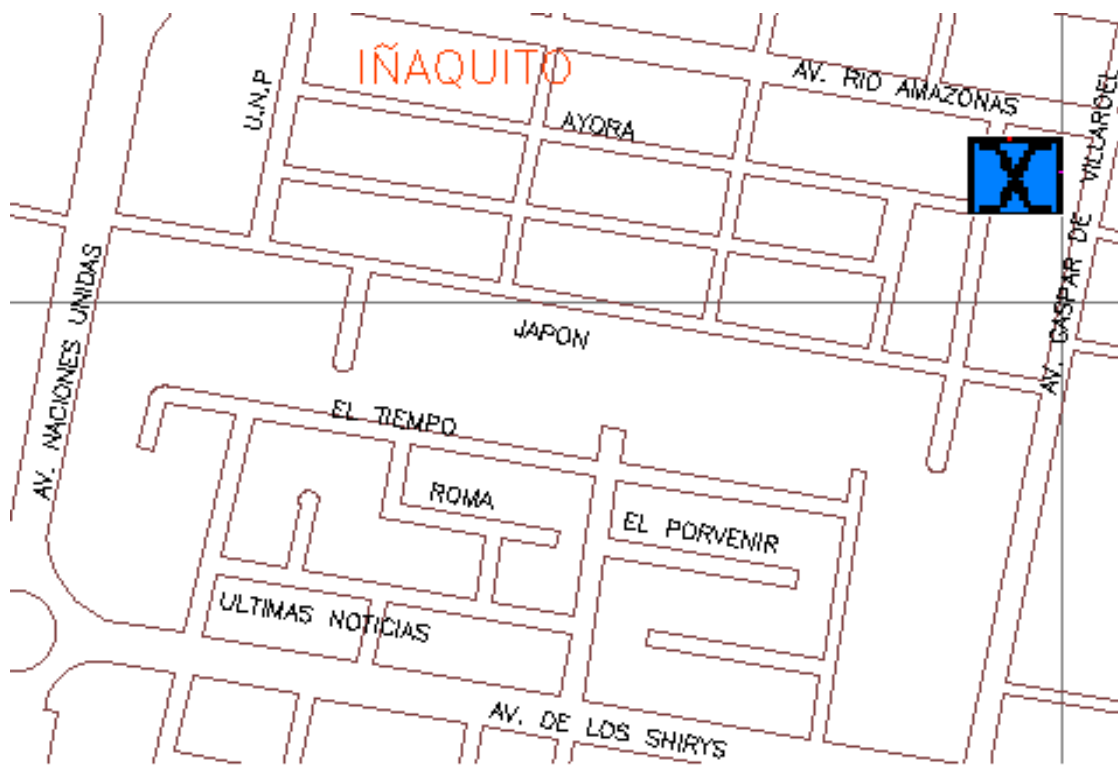 IÑAQUITO
AV. RIO AMAZONAS
U.N.P
AYORA
AV. GASPAR DE VILLAROEL
X
AV. NACIONES UNIDAS
JAPON
EL TIEMPO
ROMA
EL PORVENIR
ULTIMAS NOTICIAS
AV. DE LOS SHIRYS